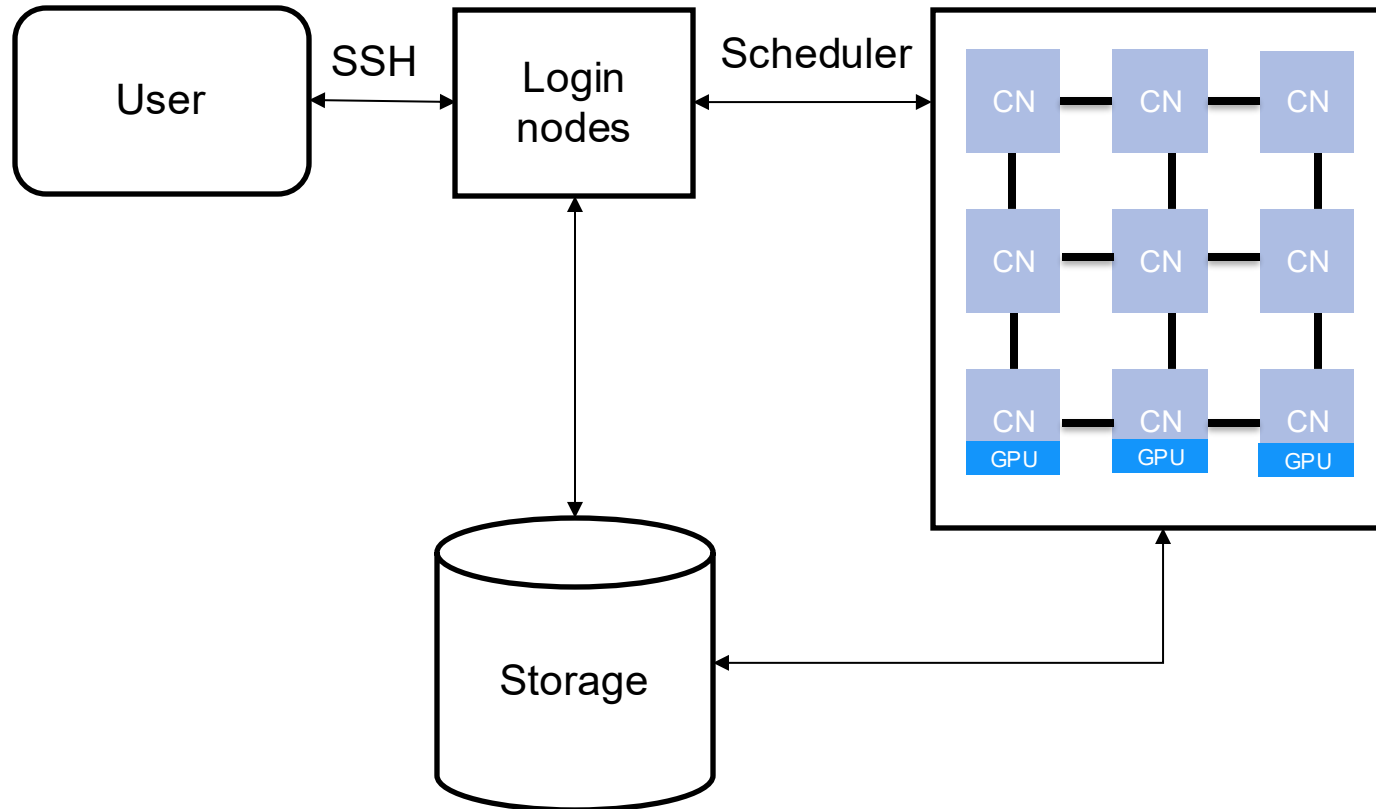 User
SSH
Login
nodes
Scheduler
CN
CN
CN
CN
CN
CN
CN
CN
CN
GPU
GPU
GPU
Storage